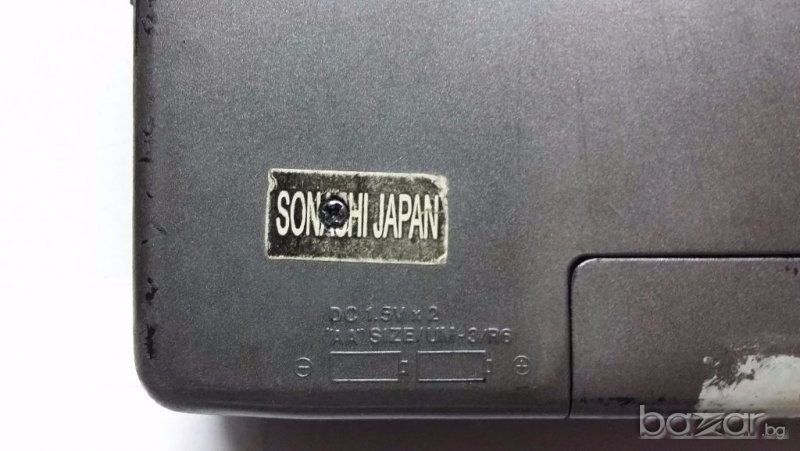 SONASHI JAPAN
DC 1.5V × 2
"AA" SIZE/UM-3/R6
⊖ ⊕
bazar.bg